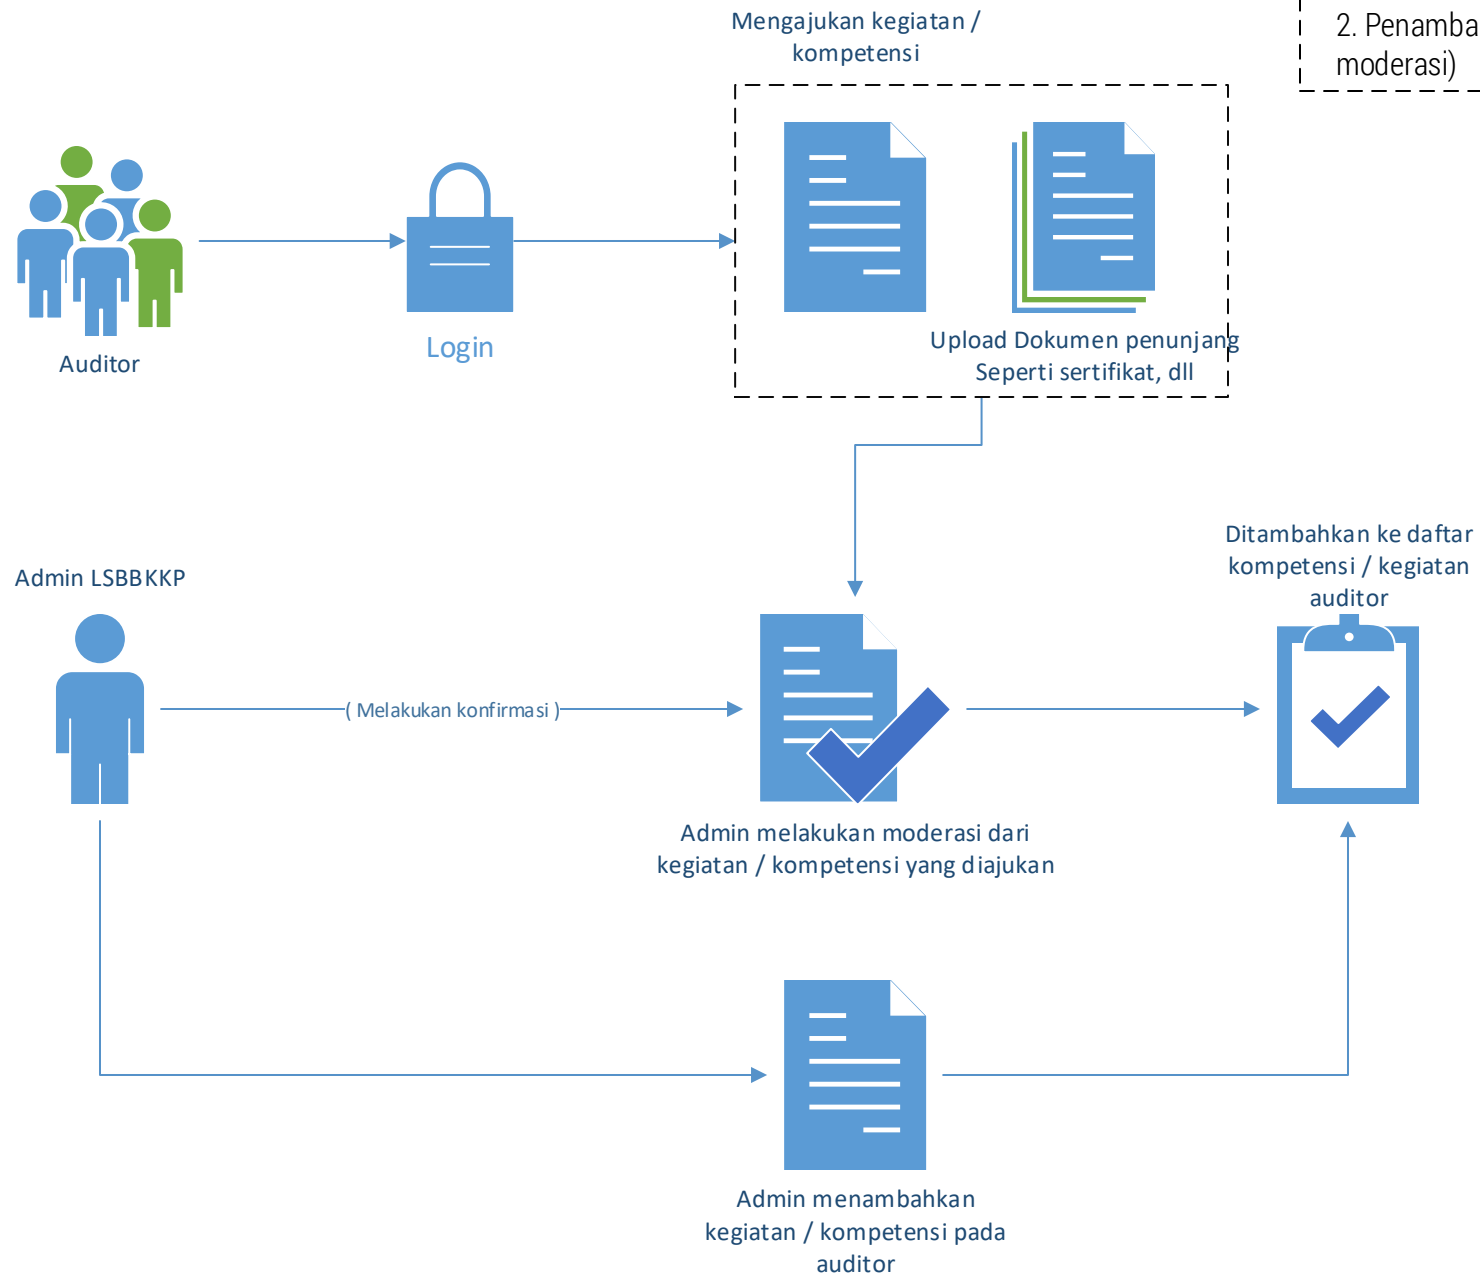 Mengajukan kegiatan /
kompetensi
2. Penamba
moderasi)
Auditor
Login
Upload Dokumen penunjang
Seperti sertifikat, dll
Admin LSBBKKP
( Melakukan konfirmasi )
Ditambahkan ke daftar
kompetensi / kegiatan
auditor
Admin melakukan moderasi dari
kegiatan / kompetensi yang diajukan
Admin menambahkan
kegiatan / kompetensi pada
auditor